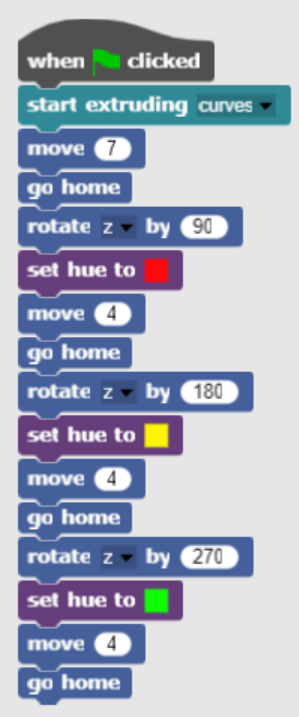 when clicked
start extruding curves
move 7
go home
rotate z by 90
set hue to
move 4
go home
rotate z by 180
set hue to
move 4
go home
rotate z by 270
set hue to
move 4
go home